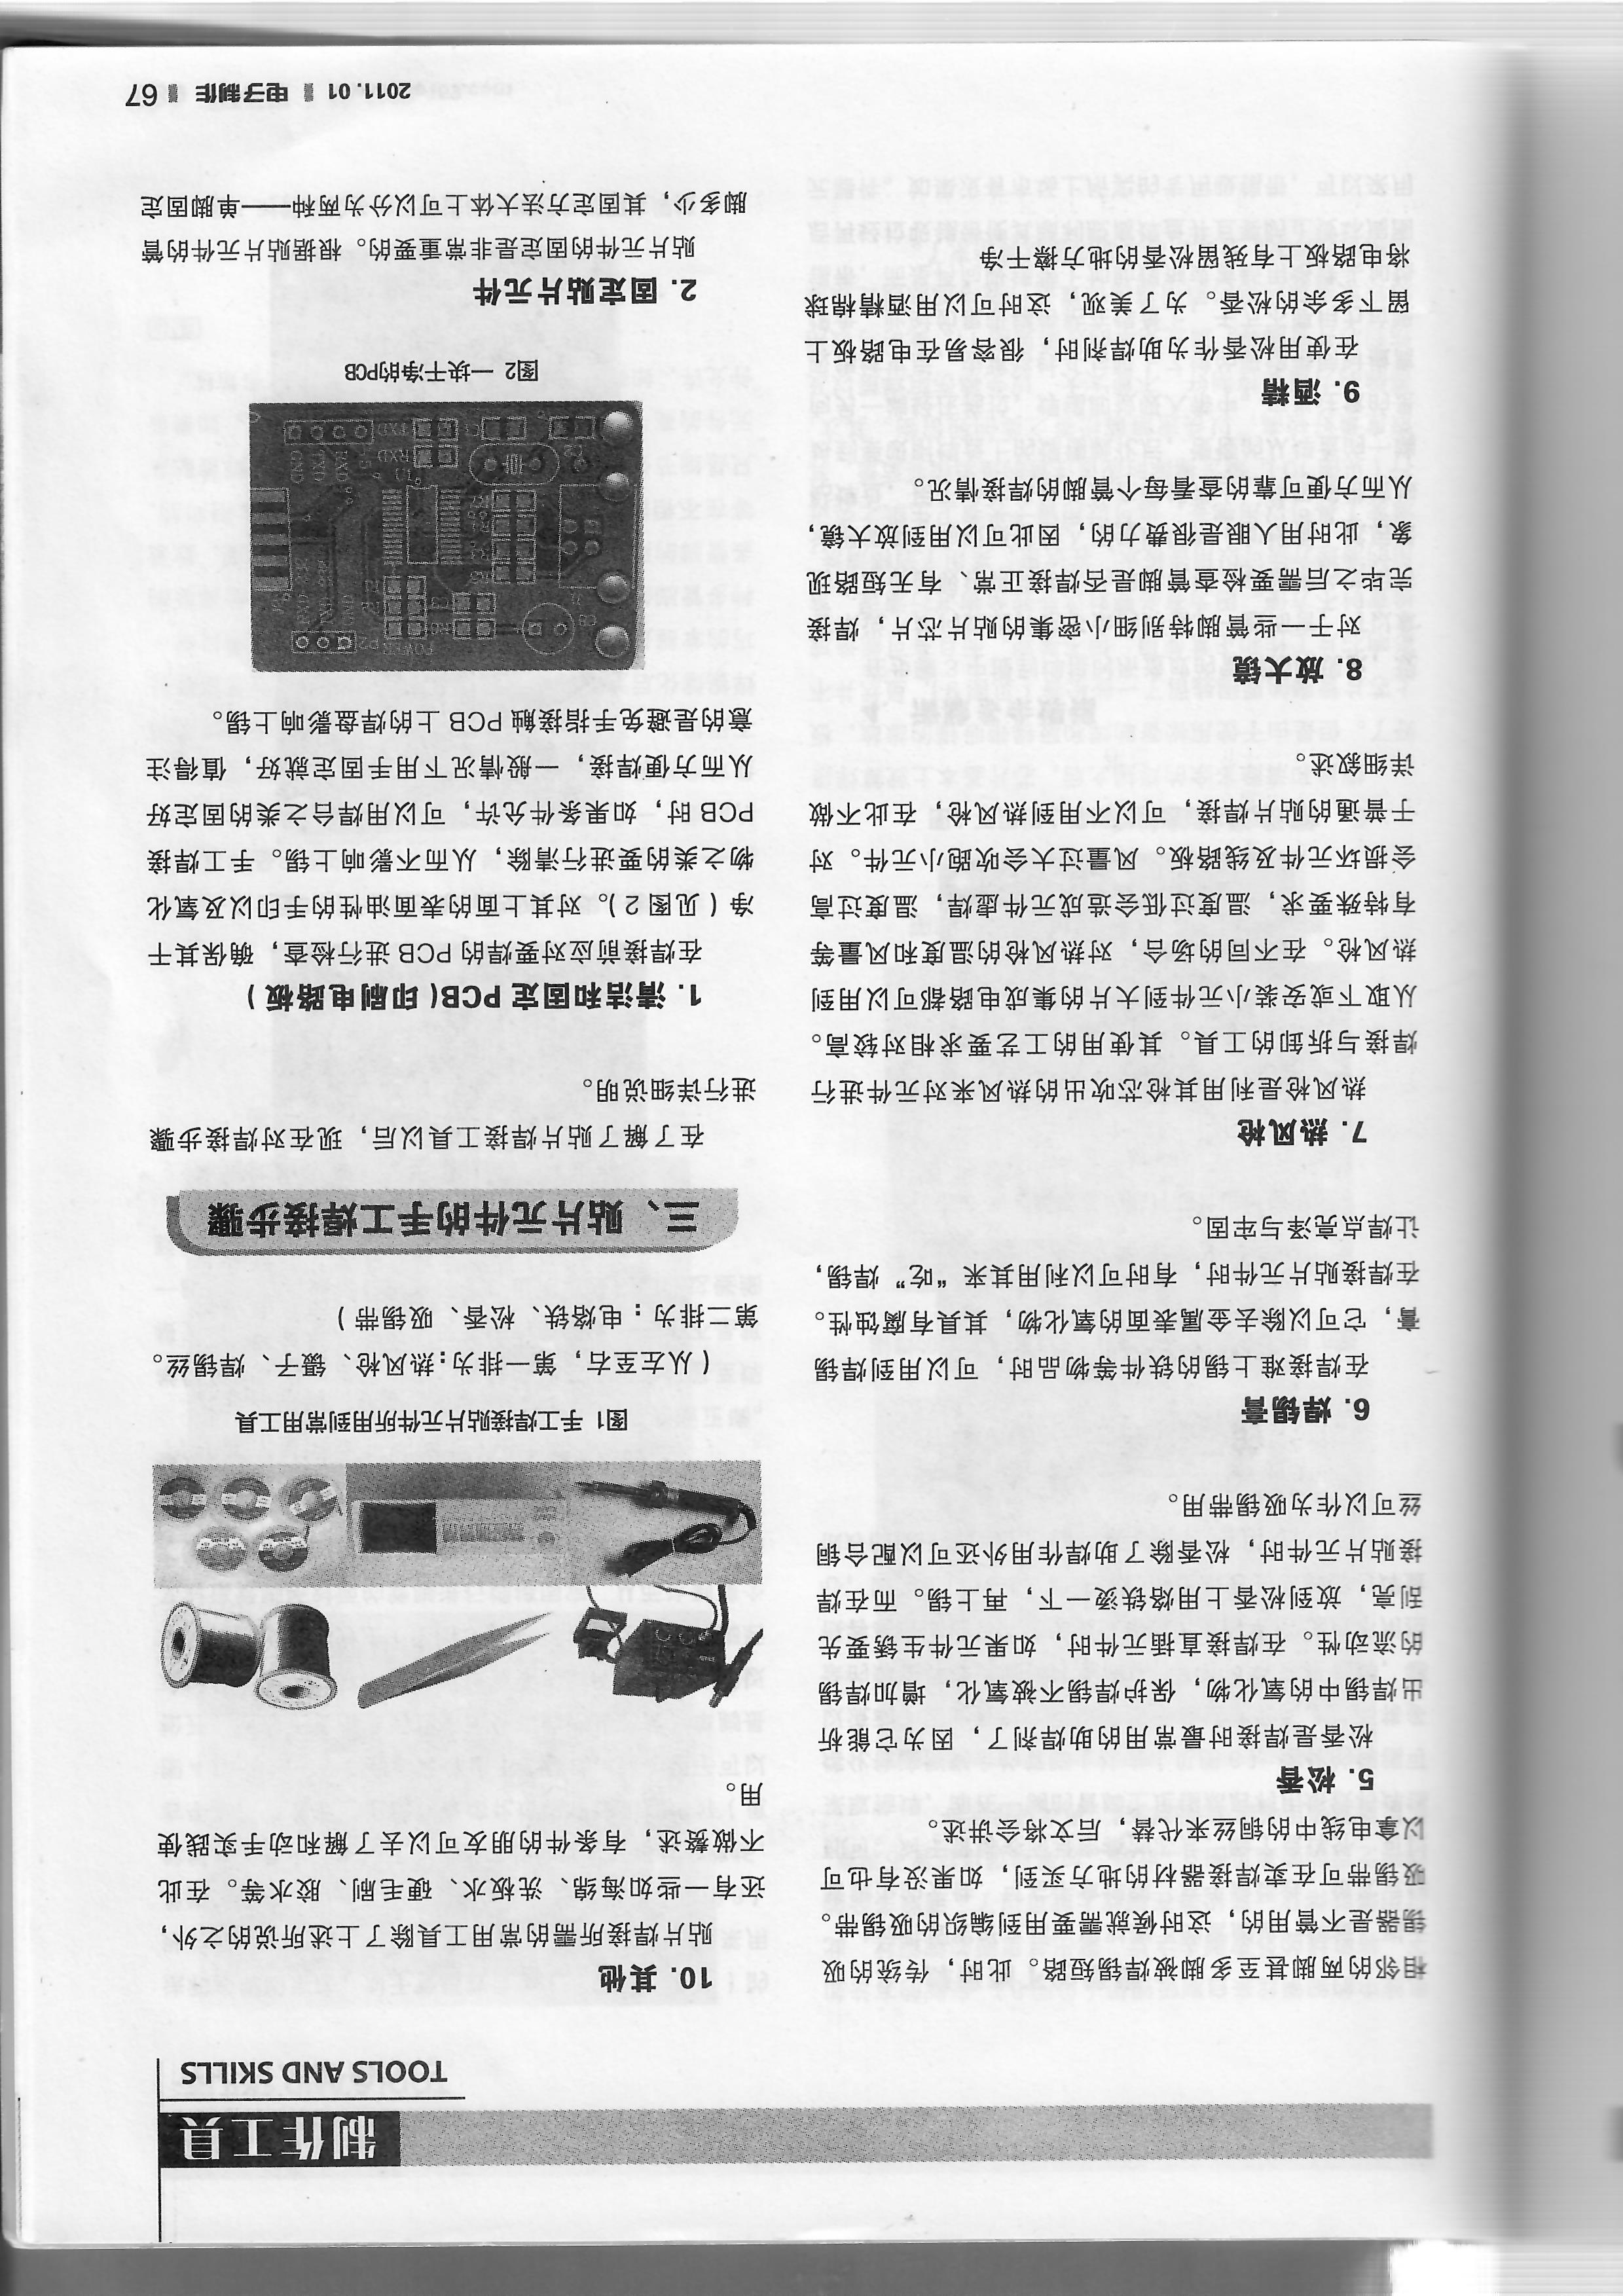 制作工具
TOOLS AND SKILLS
相邻的两脚甚至多脚被焊锡短路。此时，传统的吸
锡器是不管用的，这时候就需要用到编织的吸锡带。
吸锡带可在卖焊接器材的地方买到，如果没有也可
以拿电线中的铜丝来代替，后文将会讲述。
5. 松香
松香是焊接时最常用的助焊剂了，因为它能析
出焊锡中的氧化物，保护焊锡不被氧化，增加焊锡
的流动性。在焊接直插元件时，如果元件生锈要先
刮亮，放到松香上用烙铁烫一下，再上锡。而在焊
接贴片元件时，松香除了助焊作用外还可以配合铜
丝可以作为吸锡带用。
6. 焊锡膏
在焊接难上锡的铁件等物品时，可以用到焊锡
膏，它可以除去金属表面的氧化物，其具有腐蚀性。
在焊接贴片元件时，有时可以利用其来“吃”焊锡，
让焊点亮泽与牢固。
7. 热风枪
热风枪是利用其枪芯吹出的热风来对元件进行
焊接与拆卸的工具。其使用的工艺要求相对较高。
从取下或安装小元件到大片的集成电路都可以用到
热风枪。在不同的场合，对热风枪的温度和风量等
有特殊要求，温度过低会造成元件虚焊，温度过高
会损坏元件及线路板。风量过大会吹跑小元件。对
于普通的贴片焊接，可以不用到热风枪，在此不做
详细叙述。
8. 放大镜
对于一些管脚特别细小密集的贴片芯片，焊接
完毕之后需要检查管脚是否焊接正常、有无短路现
象，此时用人眼是很费力的，因此可以用到放大镜，
从而方便可靠的查看每个管脚的焊接情况。
9. 酒精
在使用松香作为助焊剂时，很容易在电路板上
留下多余的松香。为了美观，这时可以用酒精棉球
将电路板上有残留松香的地方擦干净
10. 其他
贴片焊接所需的常用工具除了上述所说的之外，
还有一些如海绵、洗板水、硬毛刷、胶水等。在此
不做赘述，有条件的朋友可以去了解和动手实践使
用。
图1 手工焊接贴片元件所用到常用工具
(从左至右，第一排为:热风枪、镊子、焊锡丝。
第二排为：电烙铁、松香、吸锡带)
三、贴片元件的手工焊接步骤
在了解了贴片焊接工具以后，现在对焊接步骤
进行详细说明。
1. 清洁和固定 PCB(印刷电路板)
在焊接前应对要焊的 PCB 进行检查，确保其干
净(见图 2)。对其上面的表面油性的手印以及氧化
物之类的要进行清除，从而不影响上锡。手工焊接
PCB 时，如果条件允许，可以用焊台之类的固定好
从而方便焊接，一般情况下用手固定就好，值得注
意的是避免手指接触 PCB 上的焊盘影响上锡。
POWER
P2
RXD
TXD
图2 一块干净的PCB
2. 固定贴片元件
贴片元件的固定是非常重要的。根据贴片元件的管
脚多少，其固定方法大体上可以分为两种——单脚固定
2011.01 电子制作 67